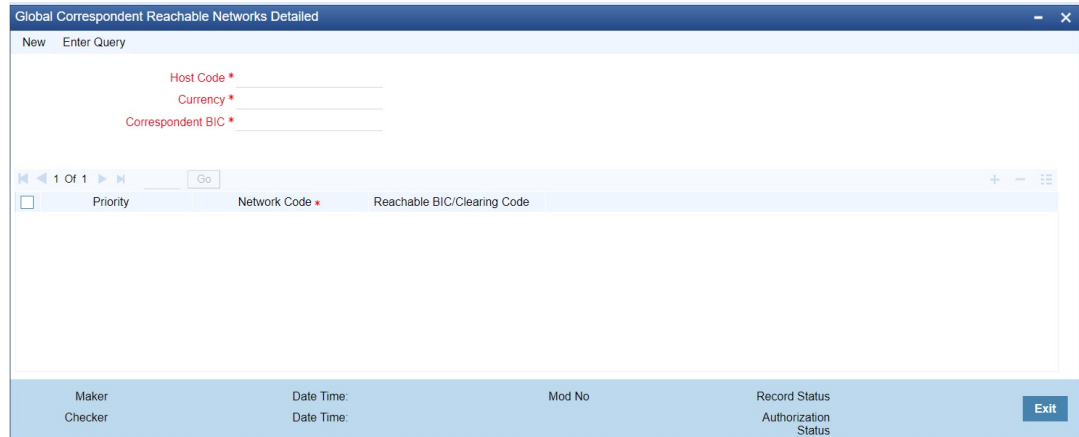 Global Correspondent Reachable Networks Detailed
New Enter Query
Host Code *
Currency *
Correspondent BIC *
1 Of 1 Go
Priority Network Code * Reachable BIC/Clearing Code
Maker Date Time: Mod No Record Status
Checker Date Time: Authorization Status
Exit